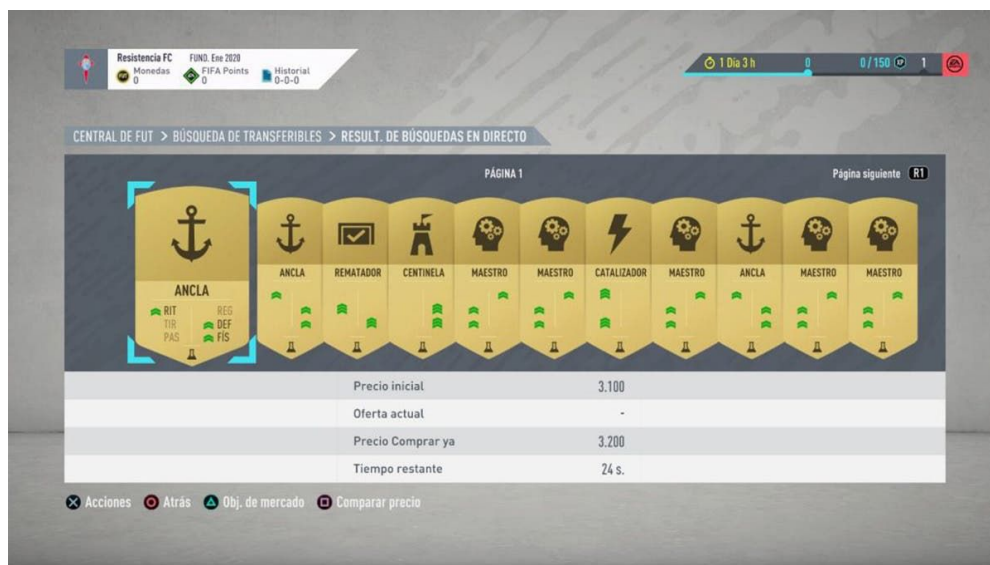 Resistencia FC FUND. Ene 2020
Monedas
0
FIFA Points
0
Historial
0-0-0
1 Día 3 h 0 0 / 150 XP 1
CENTRAL DE FUT > BÚSQUEDA DE TRANSFERIBLES > RESULT. DE BÚSQUEDAS EN DIRECTO
PÁGINA 1
Página siguiente R1
ANCLA
RIT REG
TIR DEF
PAS FÍS
ANCLA REMATADOR CENTINELA MAESTRO MAESTRO CATALIZADOR MAESTRO ANCLA MAESTRO MAESTRO
Precio inicial 3.100
Oferta actual -
Precio Comprar ya 3.200
Tiempo restante 24 s.
Acciones Atrás Obj. de mercado Comparar precio